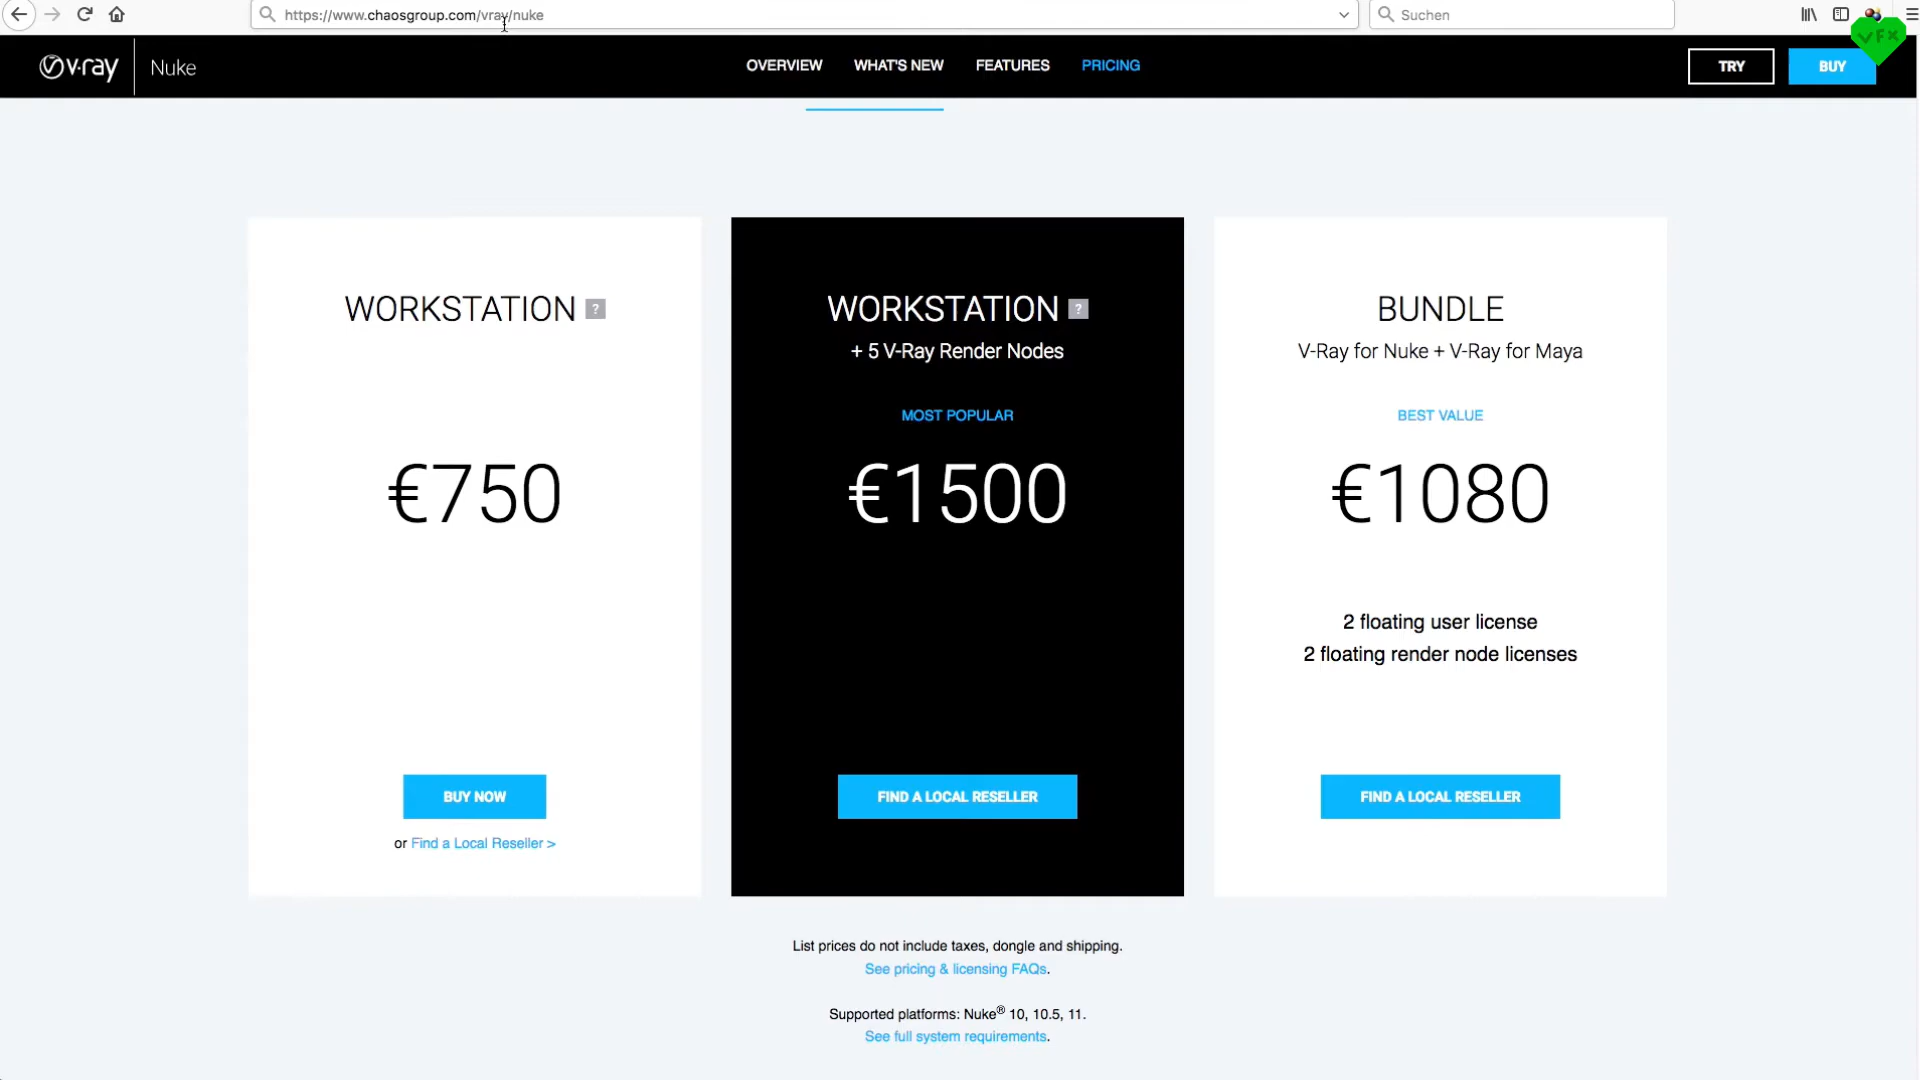 https://www.chaosgroup.com/vray/nuke
Suchen
v-ray
Nuke
OVERVIEW
WHAT'S NEW
FEATURES
PRICING
TRY
BUY
VFX
WORKSTATION ?
€750
BUY NOW
or Find a Local Reseller >
WORKSTATION ?
+ 5 V-Ray Render Nodes
MOST POPULAR
€1500
FIND A LOCAL RESELLER
BUNDLE
V-Ray for Nuke + V-Ray for Maya
BEST VALUE
€1080
2 floating user license
2 floating render node licenses
FIND A LOCAL RESELLER
List prices do not include taxes, dongle and shipping.
See pricing & licensing FAQs.
Supported platforms: Nuke® 10, 10.5, 11.
See full system requirements.